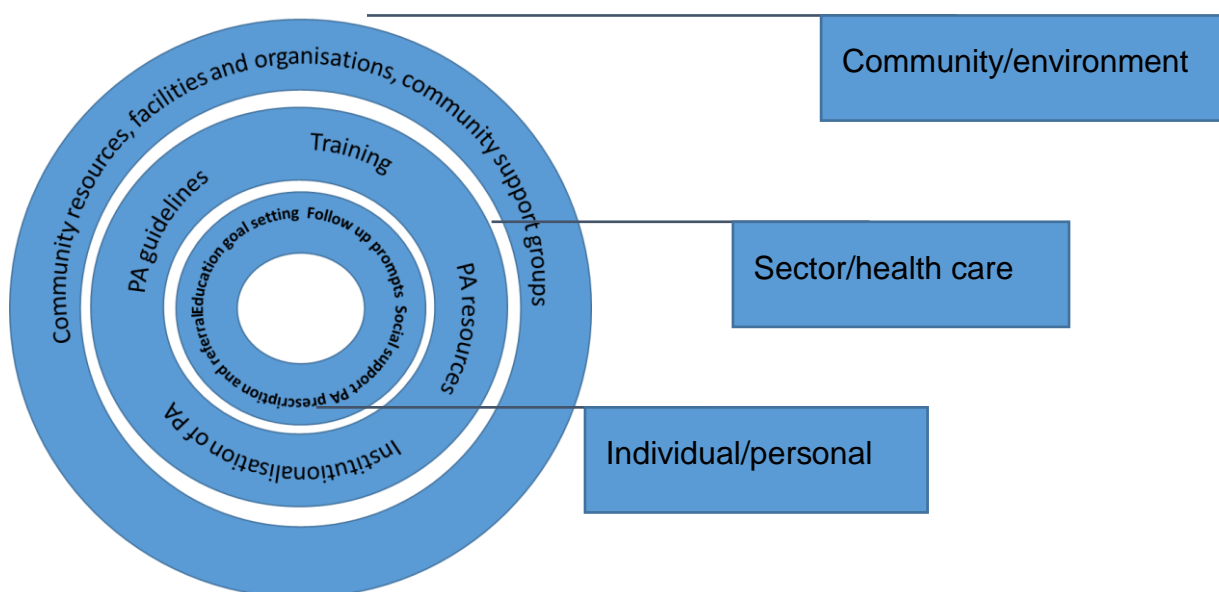 Community resources, facilities and organisations, community support groups
Community/environment
Training
PA guidelines
PA resources
Institutionalisation of PA
Sector/health care
Education goal setting Follow up prompts Social support PA prescription and referral
Individual/personal